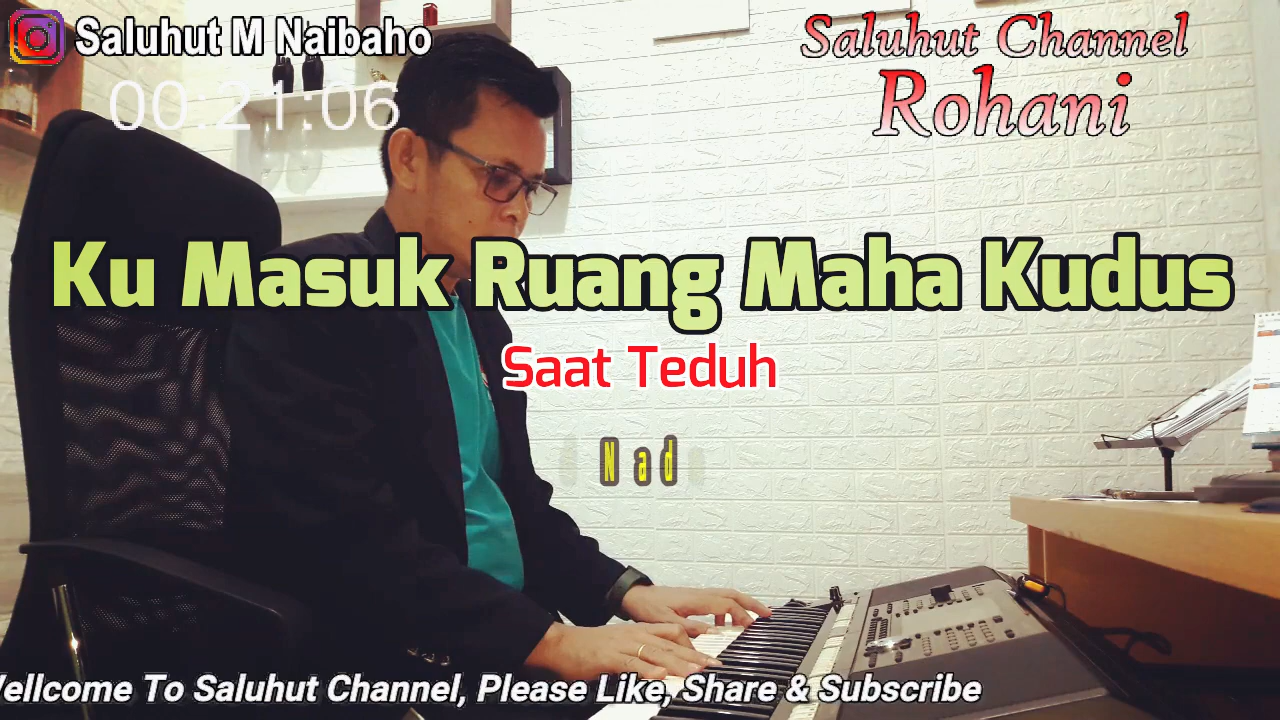 Saluhut M Naibaho
Saluhut Channel
Rohani
00:21:06
Ku Masuk Ruang Maha Kudus
Saat Teduh
Nad
ellcome To Saluhut Channel, Please Like, Share & Subscribe